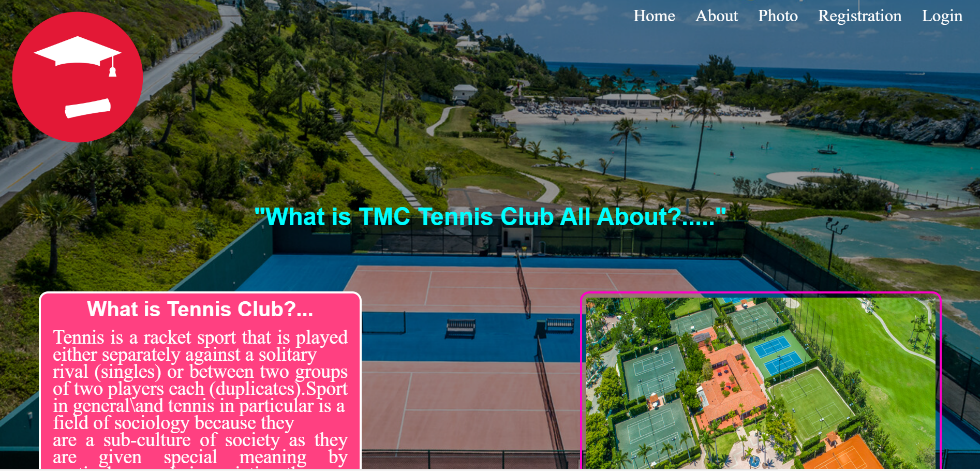 Home About Photo Registration Login
"What is TMC Tennis Club All About?....."
What is Tennis Club?...
Tennis is a racket sport that is played
either separately against a solitary
rival (singles) or between two groups
of two players each (duplicates).Sport
in general\and tennis in particular is a
field of sociology because they
are a sub-culture of society as they
are given special meaning by